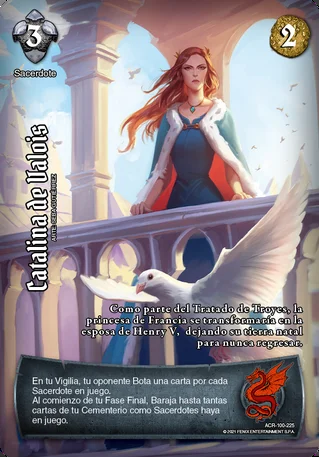 3
2
Sacerdote
Catalina de Valois
Como parte del Tratado de Troyes, la
princesa de Francia se transformaría en la
esposa de Henry V, dejando su tierra natal
para nunca regresar.
En tu Vigilia, tu oponente Bota una carta por cada
Sacerdote en juego.
Al comienzo de tu Fase Final, Baraja hasta tantas
cartas de tu Cementerio como Sacerdotes haya
en juego.
ACR-100-225
© 2021 FENIX ENTERTAINMENT S.P.A.